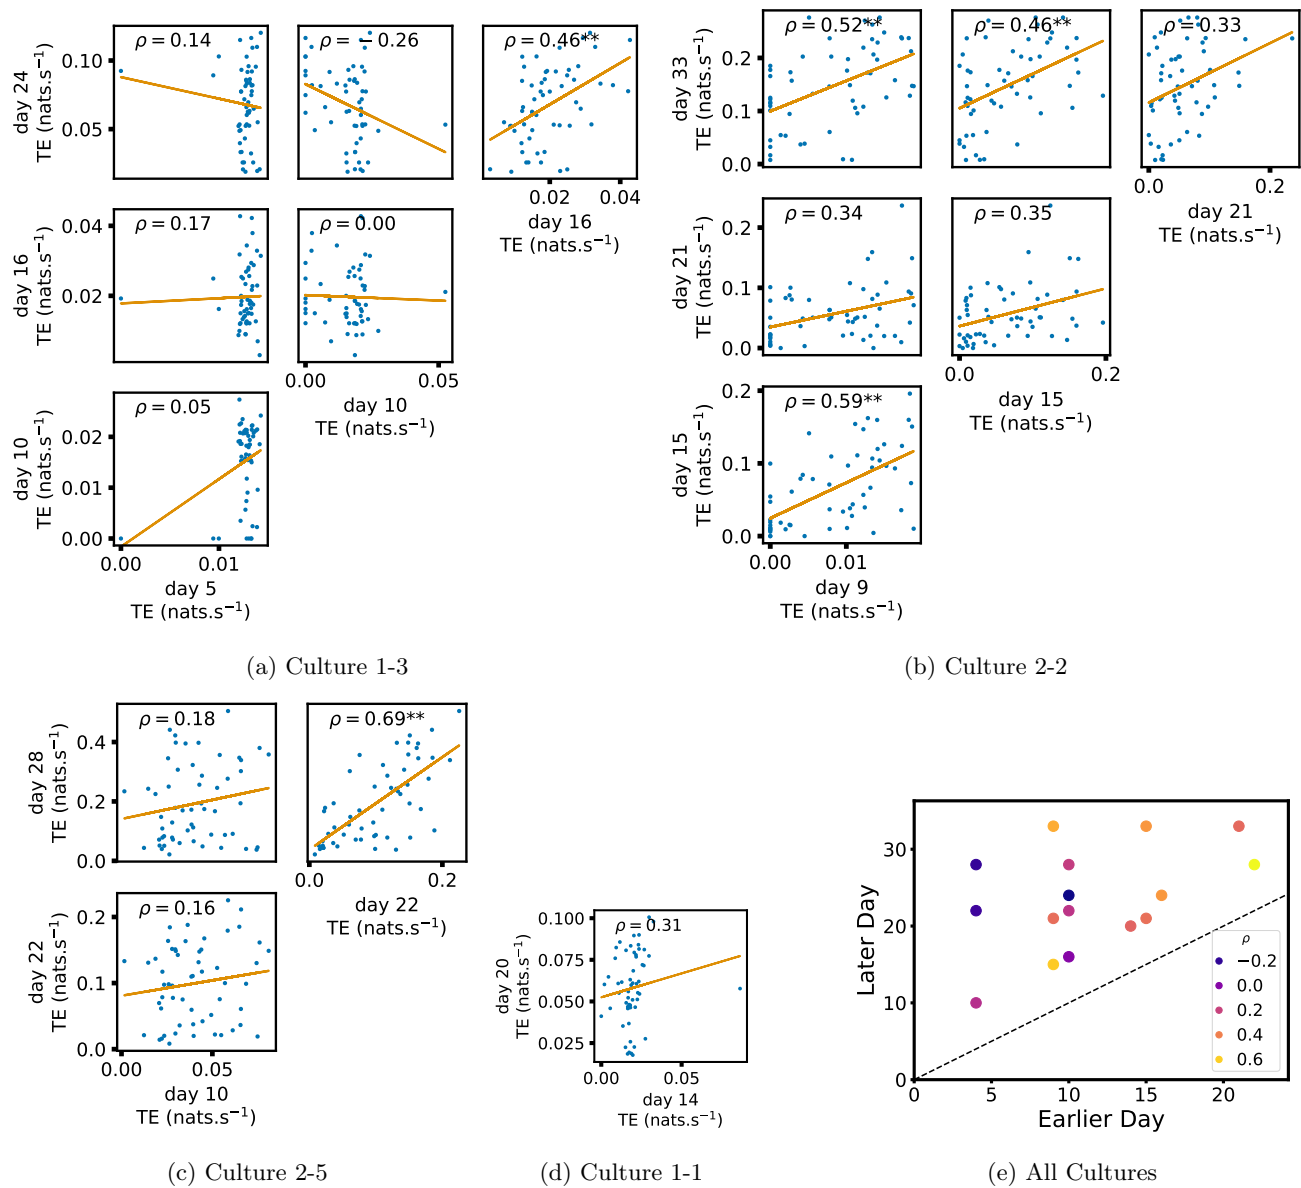 ρ = 0.14
ρ = −0.26
ρ = 0.46**
day 24
TE (nats.s⁻¹)
0.10
0.05
0.02 0.04
day 16
TE (nats.s⁻¹)
ρ = 0.17
ρ = 0.00
day 16
TE (nats.s⁻¹)
0.04
0.02
0.00 0.05
day 10
TE (nats.s⁻¹)
ρ = 0.05
day 10
TE (nats.s⁻¹)
0.02
0.01
0.00
0.00 0.01
day 5
TE (nats.s⁻¹)
(a) Culture 1-3
ρ = 0.52**
ρ = 0.46**
ρ = 0.33
day 33
TE (nats.s⁻¹)
0.2
0.1
0.0
0.0 0.2
day 21
TE (nats.s⁻¹)
ρ = 0.34
ρ = 0.35
day 21
TE (nats.s⁻¹)
0.2
0.1
0.0
0.0 0.2
day 15
TE (nats.s⁻¹)
ρ = 0.59**
day 15
TE (nats.s⁻¹)
0.2
0.1
0.0
0.00 0.01
day 9
TE (nats.s⁻¹)
(b) Culture 2-2
ρ = 0.18
ρ = 0.69**
day 28
TE (nats.s⁻¹)
0.4
0.2
0.0
0.0 0.2
day 22
TE (nats.s⁻¹)
ρ = 0.16
day 22
TE (nats.s⁻¹)
0.2
0.1
0.0
0.00 0.05
day 10
TE (nats.s⁻¹)
(c) Culture 2-5
ρ = 0.31
day 20
TE (nats.s⁻¹)
0.100
0.075
0.050
0.025
0.00 0.05
day 14
TE (nats.s⁻¹)
(d) Culture 1-1
Later Day
30
20
10
0
0 5 10 15 20
Earlier Day
ρ
−0.2
0.0
0.2
0.4
0.6
(e) All Cultures